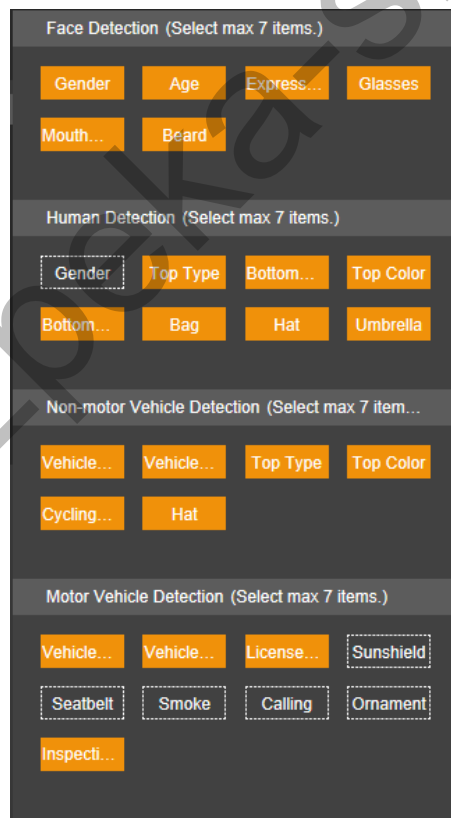 Face Detection (Select max 7 items.)
Gender Age Express... Glasses
Mouth... Beard
Human Detection (Select max 7 items.)
Gender Top Type Bottom... Top Color
Bottom... Bag Hat Umbrella
Non-motor Vehicle Detection (Select max 7 item...
Vehicle... Vehicle... Top Type Top Color
Cycling... Hat
Motor Vehicle Detection (Select max 7 items.)
Vehicle... Vehicle... License... Sunshield
Seatbelt Smoke Calling Ornament
Inspecti...